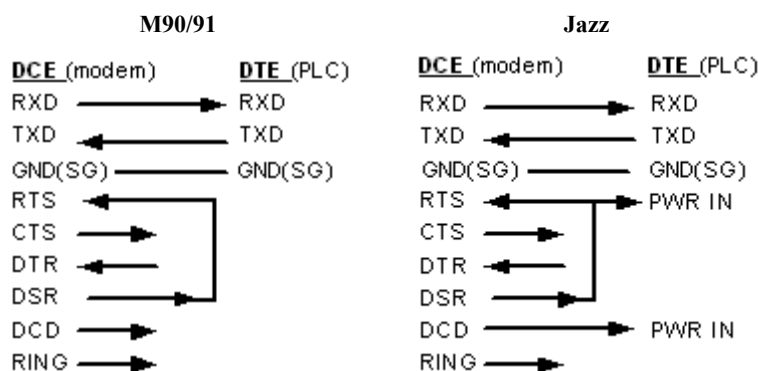 M90/91 Jazz
DCE (modem) DTE (PLC) DCE (modem) DTE (PLC)
RXD RXD RXD RXD
TXD TXD TXD TXD
GND(SG) GND(SG) GND(SG) GND(SG)
RTS RTS PWR IN
CTS CTS
DTR DTR
DSR DSR
DCD DCD PWR IN
RING RING